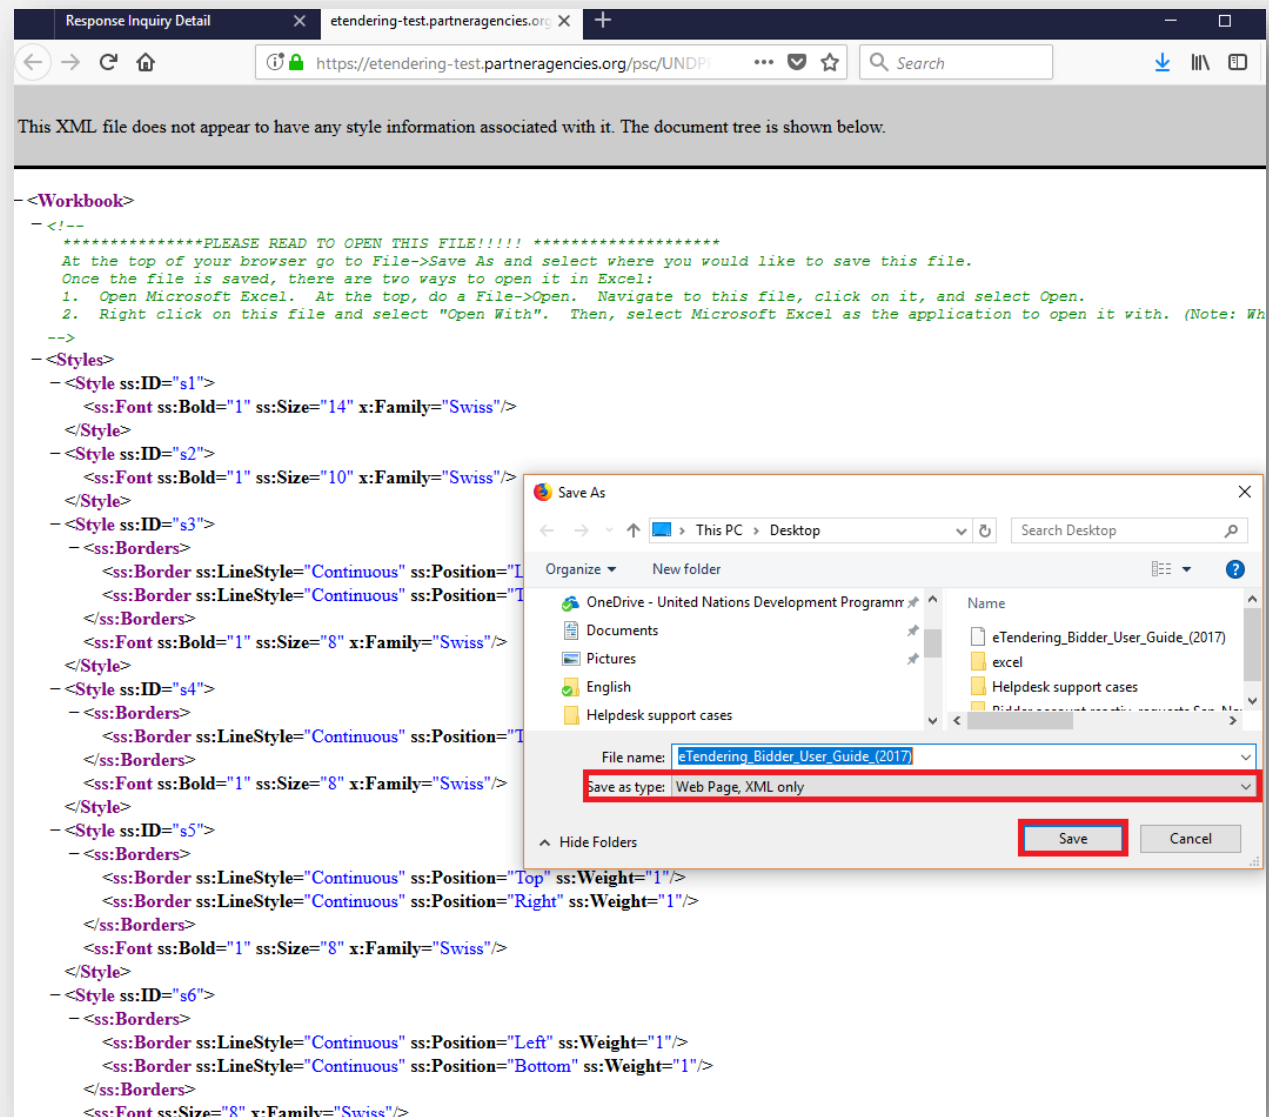 Response Inquiry Detail
etendering-test.partneragencies.org
https://etendering-test.partneragencies.org/psc/UNDP
Search
This XML file does not appear to have any style information associated with it. The document tree is shown below.
−<Workbook>
−<!--
***************PLEASE READ TO OPEN THIS FILE!!!!! ********************
At the top of your browser go to File->Save As and select where you would like to save this file.
Once the file is saved, there are two ways to open it in Excel:
1. Open Microsoft Excel. At the top, do a File->Open. Navigate to this file, click on it, and select Open.
2. Right click on this file and select "Open With". Then, select Microsoft Excel as the application to open it with. (Note: Wh
-->
−<Styles>
−<Style ss:ID="s1">
<ss:Font ss:Bold="1" ss:Size="14" x:Family="Swiss"/>
</Style>
−<Style ss:ID="s2">
<ss:Font ss:Bold="1" ss:Size="10" x:Family="Swiss"/>
</Style>
−<Style ss:ID="s3">
−<ss:Borders>
<ss:Border ss:LineStyle="Continuous" ss:Position="L
<ss:Border ss:LineStyle="Continuous" ss:Position="T
</ss:Borders>
<ss:Font ss:Bold="1" ss:Size="8" x:Family="Swiss"/>
</Style>
−<Style ss:ID="s4">
−<ss:Borders>
<ss:Border ss:LineStyle="Continuous" ss:Position="T
</ss:Borders>
<ss:Font ss:Bold="1" ss:Size="8" x:Family="Swiss"/>
</Style>
−<Style ss:ID="s5">
−<ss:Borders>
<ss:Border ss:LineStyle="Continuous" ss:Position="Top" ss:Weight="1"/>
<ss:Border ss:LineStyle="Continuous" ss:Position="Right" ss:Weight="1"/>
</ss:Borders>
<ss:Font ss:Bold="1" ss:Size="8" x:Family="Swiss"/>
</Style>
−<Style ss:ID="s6">
−<ss:Borders>
<ss:Border ss:LineStyle="Continuous" ss:Position="Left" ss:Weight="1"/>
<ss:Border ss:LineStyle="Continuous" ss:Position="Bottom" ss:Weight="1"/>
</ss:Borders>
<ss:Font ss:Size="8" x:Family="Swiss"/>
Save As
This PC > Desktop
Search Desktop
Organize
New folder
OneDrive - United Nations Development Programm
Documents
Pictures
English
Helpdesk support cases
Name
eTendering_Bidder_User_Guide_(2017)
excel
Helpdesk support cases
File name: eTendering_Bidder_User_Guide_(2017)
Save as type: Web Page, XML only
Hide Folders
Save
Cancel